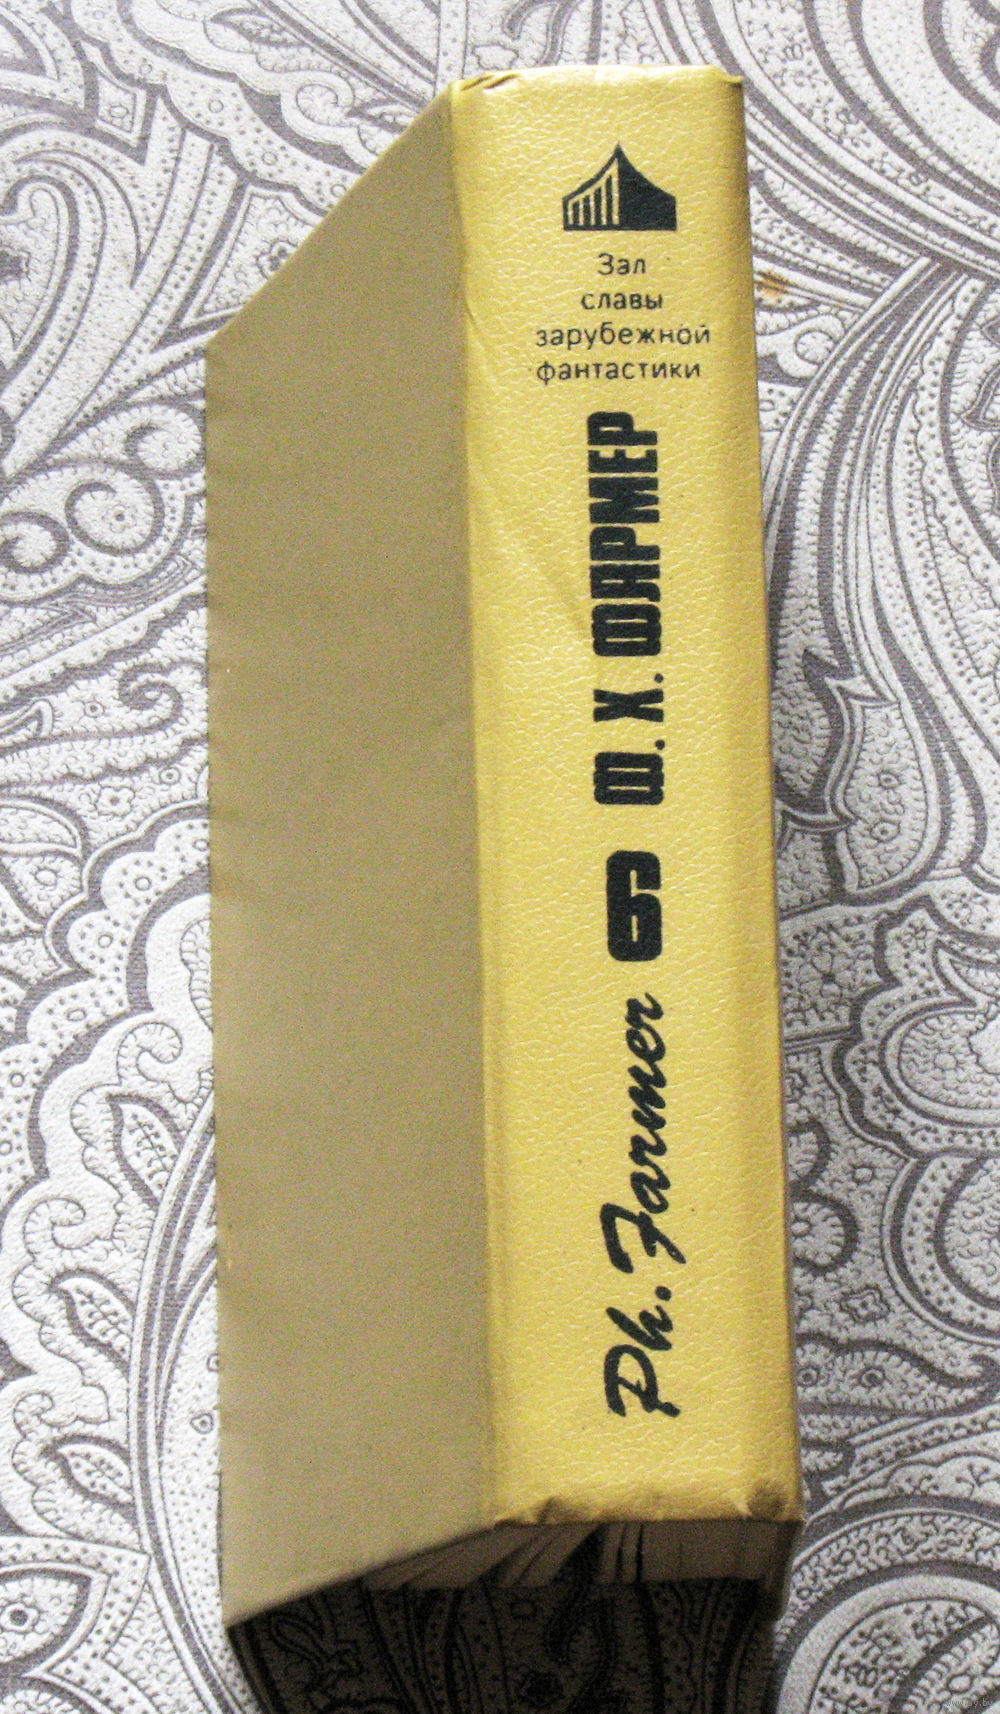 Зал
славы
зарубежной
фантастики
Ph. Farmer 6 Ф. Х. ФАРМЕР